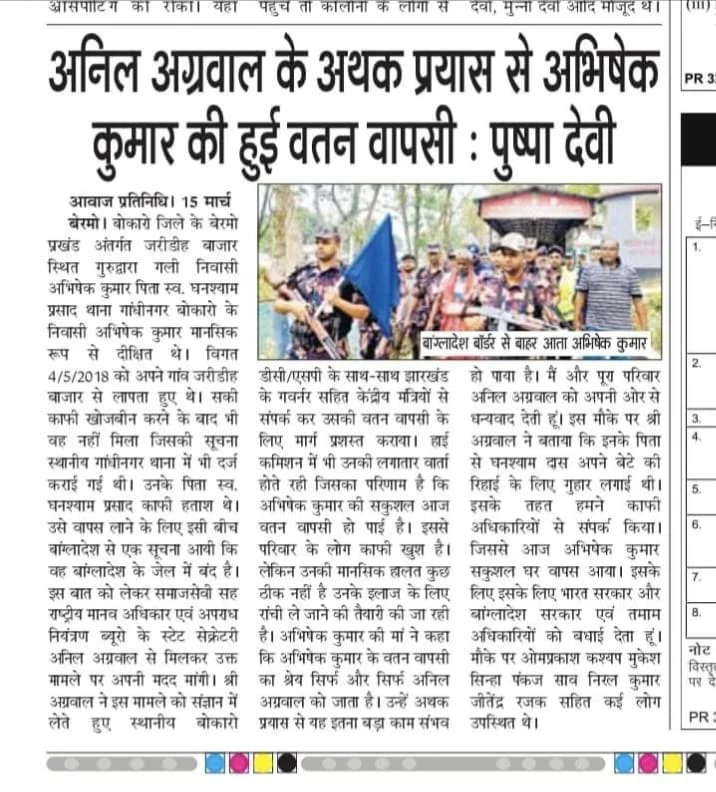 आसपोर्टिंग को रोका। यहां
पहुंचे तो कॉलोनी के लोगों से
देवी, मुन्नी देवी आदि मौजूद थे।
अनिल अग्रवाल के अथक प्रयास से अभिषेक
कुमार की हुई वतन वापसी : पुष्पा देवी
आवाज प्रतिनिधि। 15 मार्च
बेरमो। बोकारो जिले के बेरमो
प्रखंड अंतर्गत जरीडीह बाजार
स्थित गुरुद्वारा गली निवासी
अभिषेक कुमार पिता स्व. घनश्याम
प्रसाद थाना गांधीनगर बोकारो के
निवासी अभिषेक कुमार मानसिक
रूप से दीक्षित थे। विगत
4/5/2018 को अपने गांव जरीडीह
बाजार से लापता हुए थे। सकी
काफी खोजबीन करने के बाद भी
वह नहीं मिला जिसकी सूचना
स्थानीय गांधीनगर थाना में भी दर्ज
कराई गई थी। उनके पिता स्व.
घनश्याम प्रसाद काफी हताश थे।
उसे वापस लाने के लिए इसी बीच
बांग्लादेश से एक सूचना आयी कि
वह बांग्लादेश के जेल में बंद है।
इस बात को लेकर समाजसेवी सह
राष्ट्रीय मानव अधिकार एवं अपराध
नियंत्रण ब्यूरो के स्टेट सेक्रेटरी
अनिल अग्रवाल से मिलकर उक्त
मामले पर अपनी मदद मांगी। श्री
अग्रवाल ने इस मामले को संज्ञान में
लेते हुए स्थानीय बोकारो
बांग्लादेश बॉर्डर से बाहर आता अभिषेक कुमार
डीसी/एसपी के साथ-साथ झारखंड
के गवर्नर सहित केंद्रीय मत्रियों से
संपर्क कर उसकी वतन वापसी के
लिए मार्ग प्रशस्त कराया। हाई
कमिशन में भी उनकी लगातार वार्ता
होते रही जिसका परिणाम है कि
अभिषेक कुमार की सकुशल आज
वतन वापसी हो पाई है। इससे
परिवार के लोग काफी खुश है।
लेकिन उनकी मानसिक हालत कुछ
ठीक नहीं है उनके इलाज के लिए
रांची ले जाने की तैयारी की जा रही
है। अभिषेक कुमार की मां ने कहा
कि अभिषेक कुमार के वतन वापसी
का श्रेय सिर्फ और सिर्फ अनिल
अग्रवाल को जाता है। उन्हें अथक
प्रयास से यह इतना बड़ा काम संभव
हो पाया है। मैं और पूरा परिवार
अनिल अग्रवाल को अपनी ओर से
धन्यवाद देती हूं। इस मौके पर श्री
अग्रवाल ने बताया कि इनके पिता
से घनश्याम दास अपने बेटे की
रिहाई के लिए गुहार लगाई थी।
इसके तहत हमने काफी
अधिकारियों से संपर्क किया।
जिससे आज अभिषेक कुमार
सकुशल घर वापस आया। इसके
लिए इसके लिए भारत सरकार और
बांग्लादेश सरकार एवं तमाम
अधिकारियों को बधाई देता हूं।
मौके पर ओमप्रकाश कश्यप मुकेश
सिन्हा पंकज साव निरल कुमार
जीतेंद्र रजक सहित कई लोग
उपस्थित थे।
(III)
PR 3
ई-नि
1.
2.
3.
4.
5.
6.
7.
8.
नोट
विस्तृ
पर दे
PR